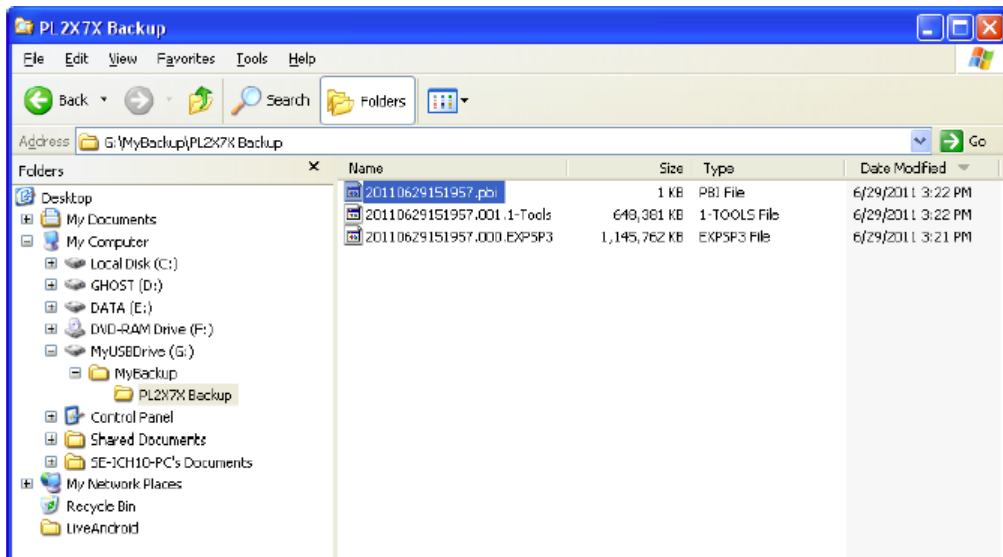 PL2X7X Backup
File Edit View Favorites Tools Help
Back Search Folders
Address G:\MyBackup\PL2X7X Backup Go
Folders
Desktop
My Documents
My Computer
Local Disk (C:)
GHOST (D:)
DATA (E:)
DVD-RAM Drive (F:)
MyUSBDrive (G:)
MyBackup
PL2X7X Backup
Control Panel
Shared Documents
SE-ICH10-PC's Documents
My Network Places
Recycle Bin
LiveAndroid
Name Size Type Date Modified
20110629151957.pbi 1 KB PBI File 6/29/2011 3:22 PM
20110629151957.001.1-Tools 648,381 KB 1-TOOLS File 6/29/2011 3:22 PM
20110629151957.000.EXPSP3 1,145,762 KB EXPSP3 File 6/29/2011 3:21 PM